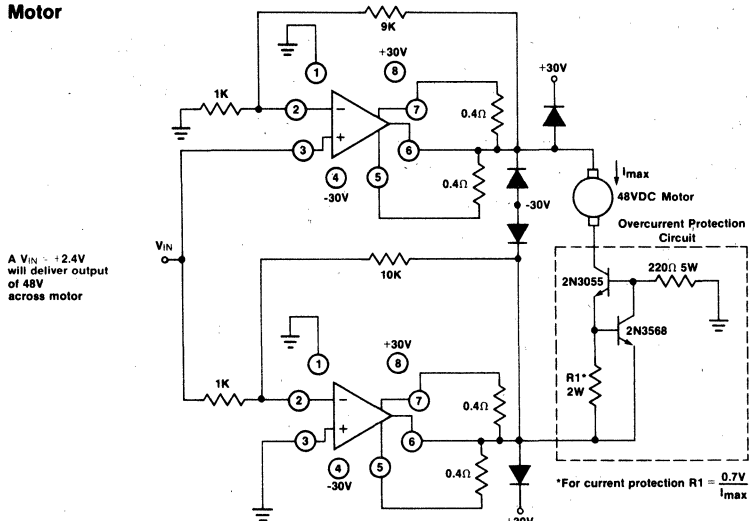 Motor
9K
+30V
1
8
+30V
1K
2
7
0.4Ω
3
6
Imax
4
5
0.4Ω
-30V
-30V
48VDC Motor
Overcurrent Protection
Circuit
VIN
A VIN = +2.4V
will deliver output
of 48V
across motor
10K
2N3055
220Ω 5W
2N3568
1
+30V
8
R1*
2W
1K
2
7
0.4Ω
3
6
4
5
0.4Ω
-30V
*For current protection R1 = 0.7V
Imax
+30V